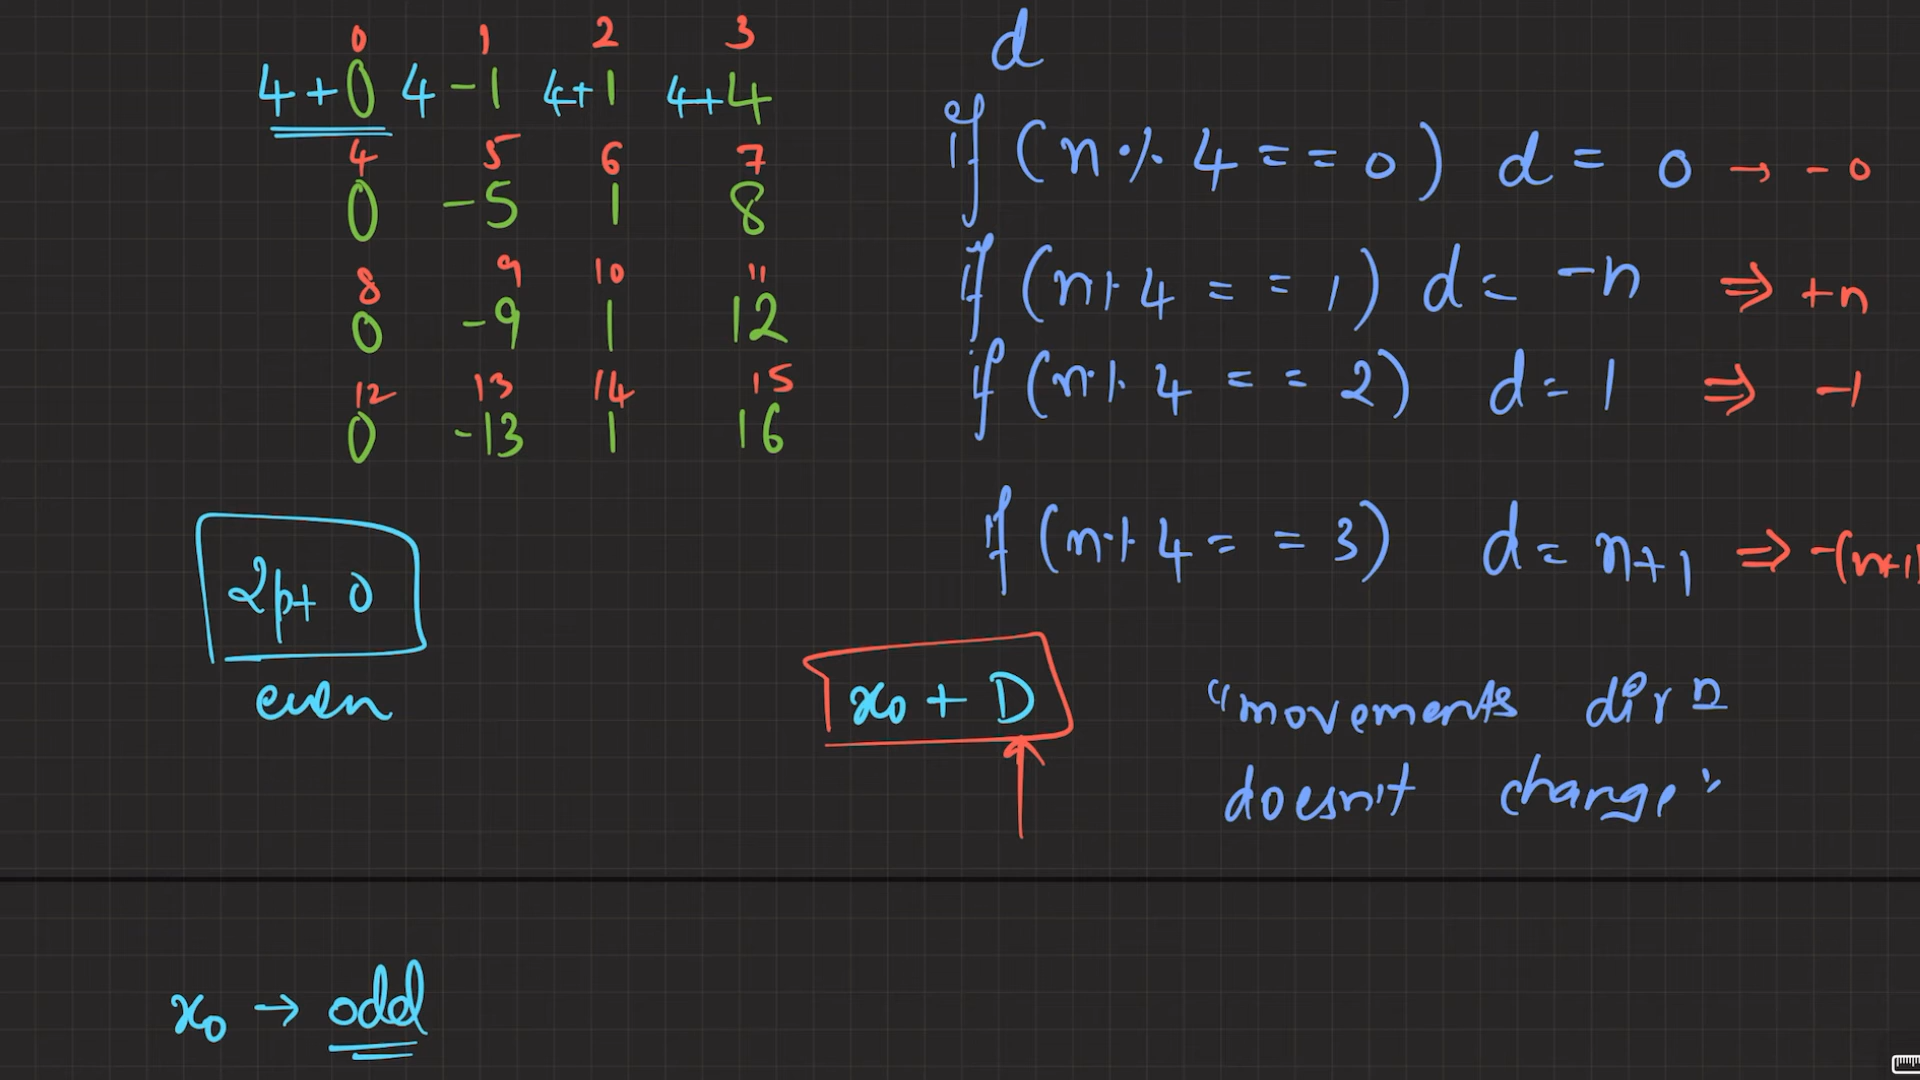 0 1 2 3
4+0 4-1 4+1 4+4
4 5 6 7
0 -5 1 8
8 9 10 11
0 -9 1 12
12 13 14 15
0 -13 1 16
2p+ 0
even
d
if (n % 4 == 0) d = 0 → -0
if (n % 4 == 1) d = -n ⇒ +n
if (n % 4 == 2) d = 1 ⇒ -1
if (n % 4 == 3) d = n+1 ⇒ -(n+1)
x₀ + D
"movements dirⁿ
doesn't change"
x₀ → odd